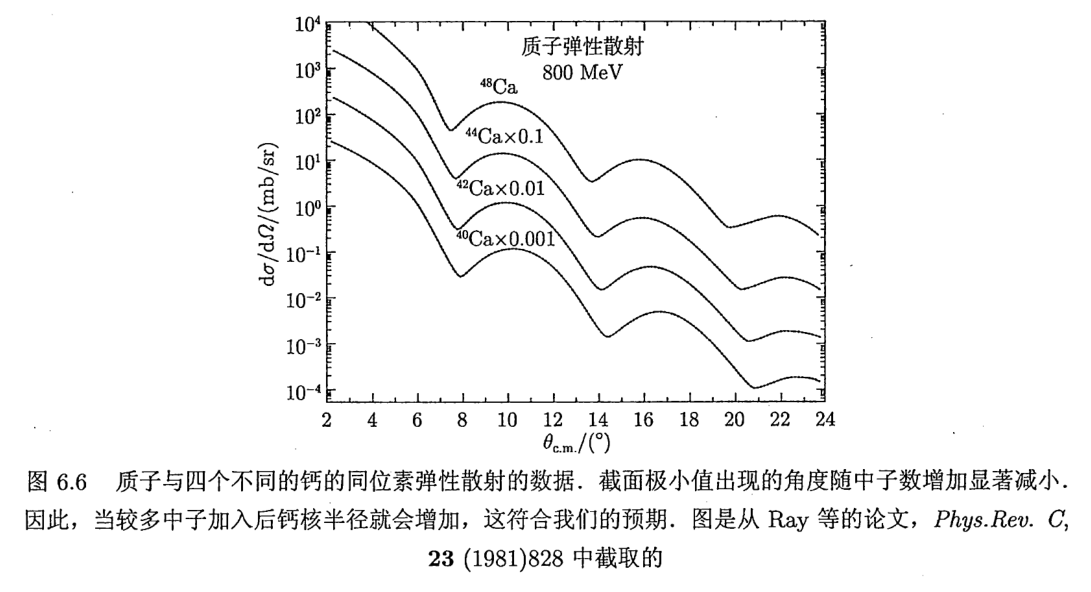 10⁴
10³
10²
10¹
10⁰
10⁻¹
10⁻²
10⁻³
10⁻⁴
dσ/dΩ/(mb/sr)
质子弹性散射
800 MeV
⁴⁸Ca
⁴⁴Ca×0.1
⁴²Ca×0.01
⁴⁰Ca×0.001
2 4 6 8 10 12 14 16 18 20 22 24
θc.m./(°)
图 6.6 质子与四个不同的钙的同位素弹性散射的数据．截面极小值出现的角度随中子数增加显著减小．
因此，当较多中子加入后钙核半径就会增加，这符合我们的预期．图是从 Ray 等的论文，Phys.Rev. C,
23 (1981)828 中截取的